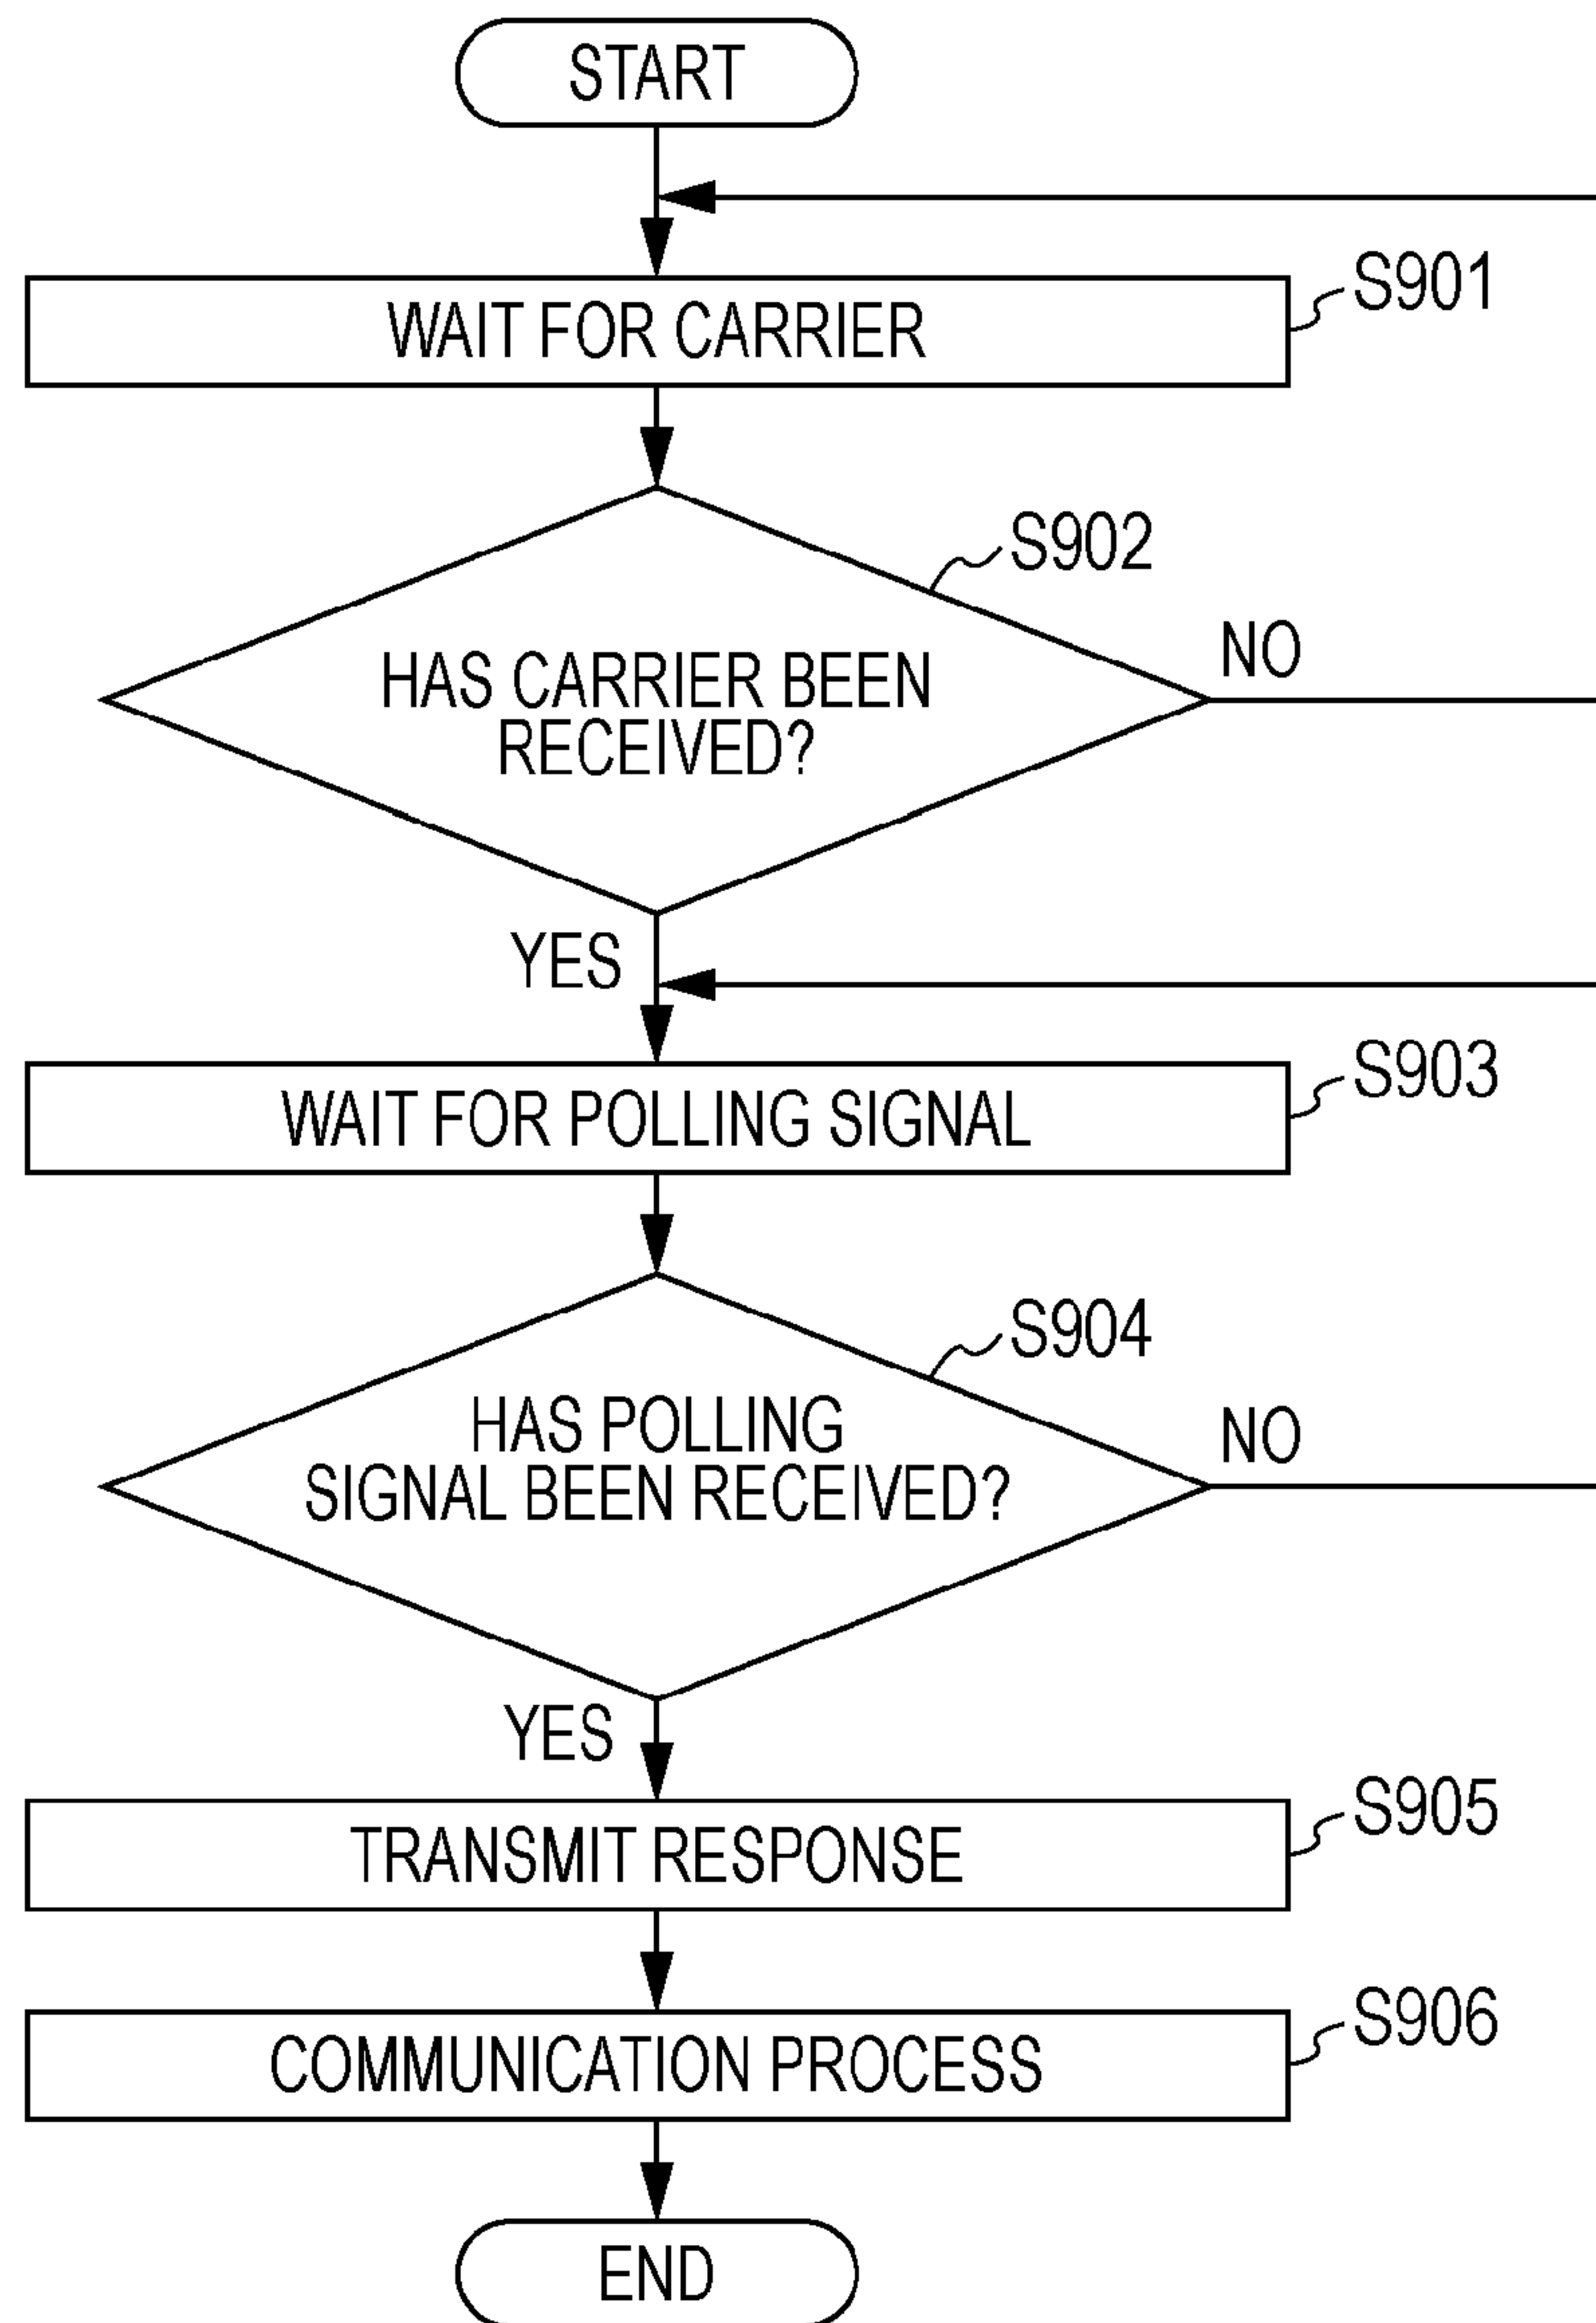 START
WAIT FOR CARRIER
S901
S902
HAS CARRIER BEEN
RECEIVED?
NO
YES
WAIT FOR POLLING SIGNAL
S903
S904
HAS POLLING
SIGNAL BEEN RECEIVED?
NO
YES
TRANSMIT RESPONSE
S905
COMMUNICATION PROCESS
S906
END